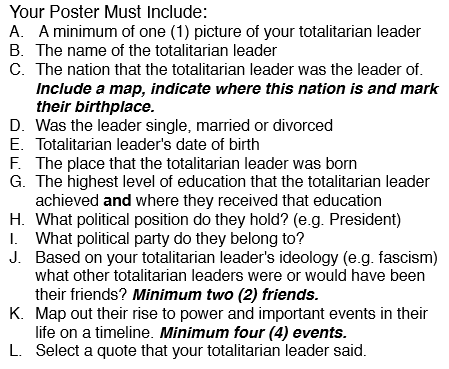 Your Poster Must Include:
A. A minimum of one (1) picture of your totalitarian leader
B. The name of the totalitarian leader
C. The nation that the totalitarian leader was the leader of.
Include a map, indicate where this nation is and mark
their birthplace.
D. Was the leader single, married or divorced
E. Totalitarian leader's date of birth
F. The place that the totalitarian leader was born
G. The highest level of education that the totalitarian leader
achieved and where they received that education
H. What political position do they hold? (e.g. President)
I. What political party do they belong to?
J. Based on your totalitarian leader's ideology (e.g. fascism)
what other totalitarian leaders were or would have been
their friends? Minimum two (2) friends.
K. Map out their rise to power and important events in their
life on a timeline. Minimum four (4) events.
L. Select a quote that your totalitarian leader said.